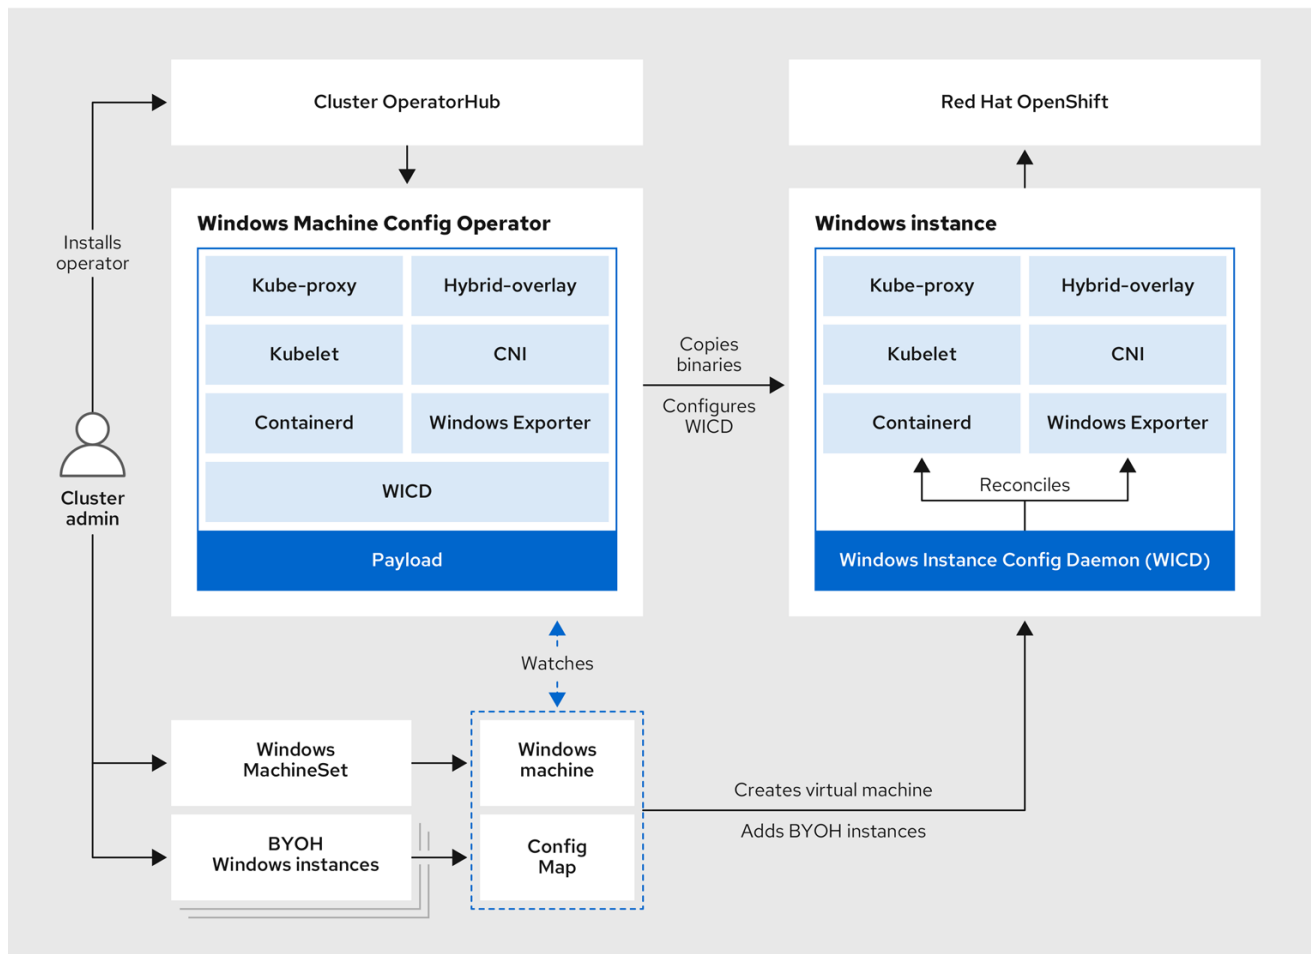 Cluster OperatorHub
Red Hat OpenShift
Installs
operator
Cluster
admin
Windows Machine Config Operator
Kube-proxy
Hybrid-overlay
Kubelet
CNI
Containerd
Windows Exporter
WICD
Payload
Copies
binaries
Configures
WICD
Windows instance
Kube-proxy
Hybrid-overlay
Kubelet
CNI
Containerd
Windows Exporter
Reconciles
Windows Instance Config Daemon (WICD)
Watches
Windows
MachineSet
Windows
machine
BYOH
Windows instances
Config
Map
Creates virtual machine
Adds BYOH instances